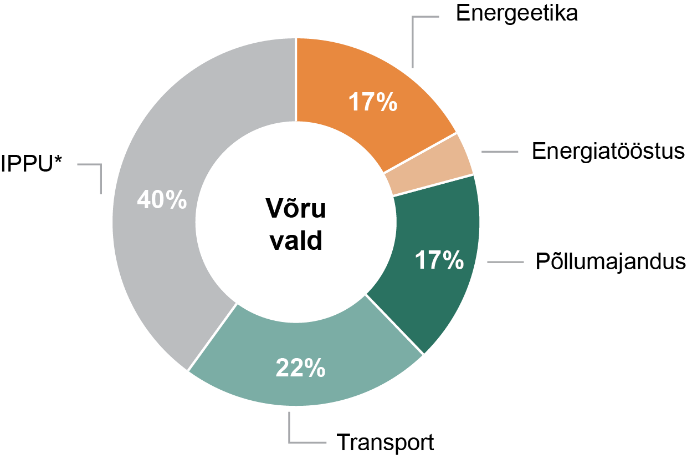 Energeetika
17%
Energiatööstus
IPPU*
40%
Võru
vald
17%
Põllumajandus
22%
Transport